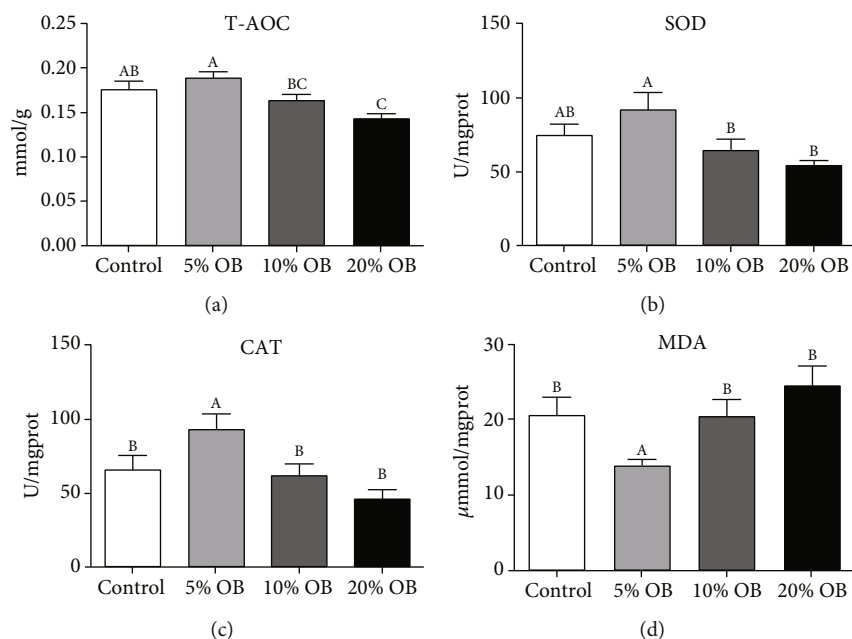 T-AOC
mmol/g
0.25
0.20
0.15
0.10
0.05
0.00
AB
A
BC
C
Control 5% OB 10% OB 20% OB
(a)
SOD
U/mgprot
150
100
50
0
AB
A
B
B
Control 5% OB 10% OB 20% OB
(b)
CAT
U/mgprot
150
100
50
0
B
A
B
B
Control 5% OB 10% OB 20% OB
(c)
MDA
µmmol/mgprot
30
20
10
0
B
A
B
B
Control 5% OB 10% OB 20% OB
(d)